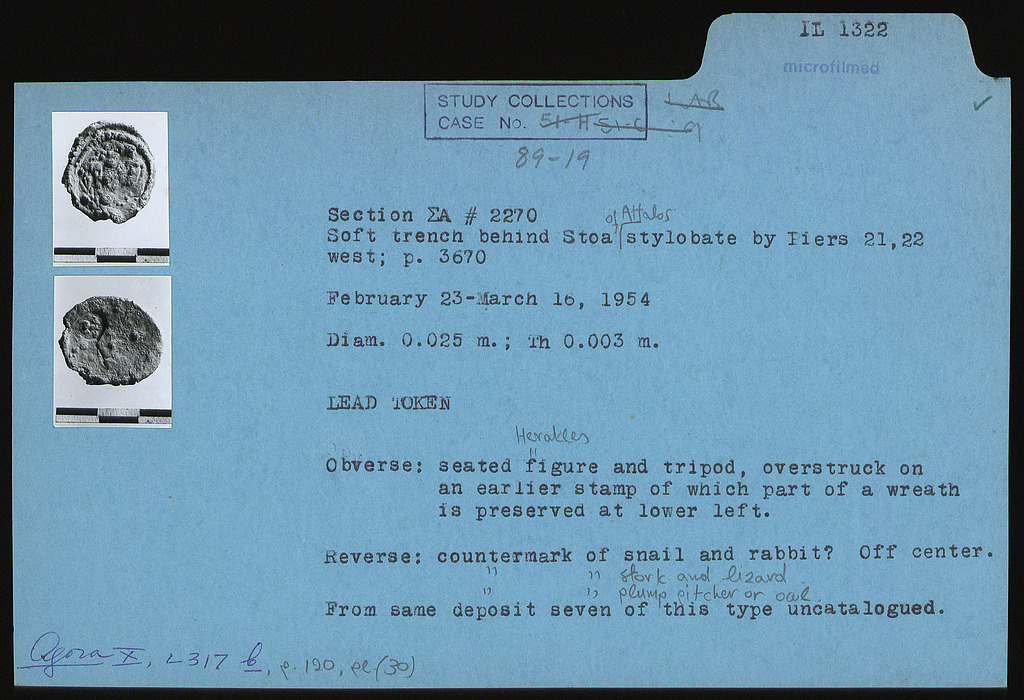 IL 1322
microfilmed
STUDY COLLECTIONS LAR
CASE No. 51-H 51-C
89-19
Section ΣA # 2270
of Attalos
Soft trench behind Stoa stylobate by Piers 21,22
west; p. 3670
February 23-March 16, 1954
Diam. 0.025 m.; Th 0.003 m.
LEAD TOKEN
Herakles
Obverse: seated figure and tripod, overstruck on
an earlier stamp of which part of a wreath
is preserved at lower left.
Reverse: countermark of snail and rabbit? Off center.
" " stork and lizard
" " plump pitcher or owl.
From same deposit seven of this type uncatalogued.
Agora X, L317 b, p. 120, pl (30)